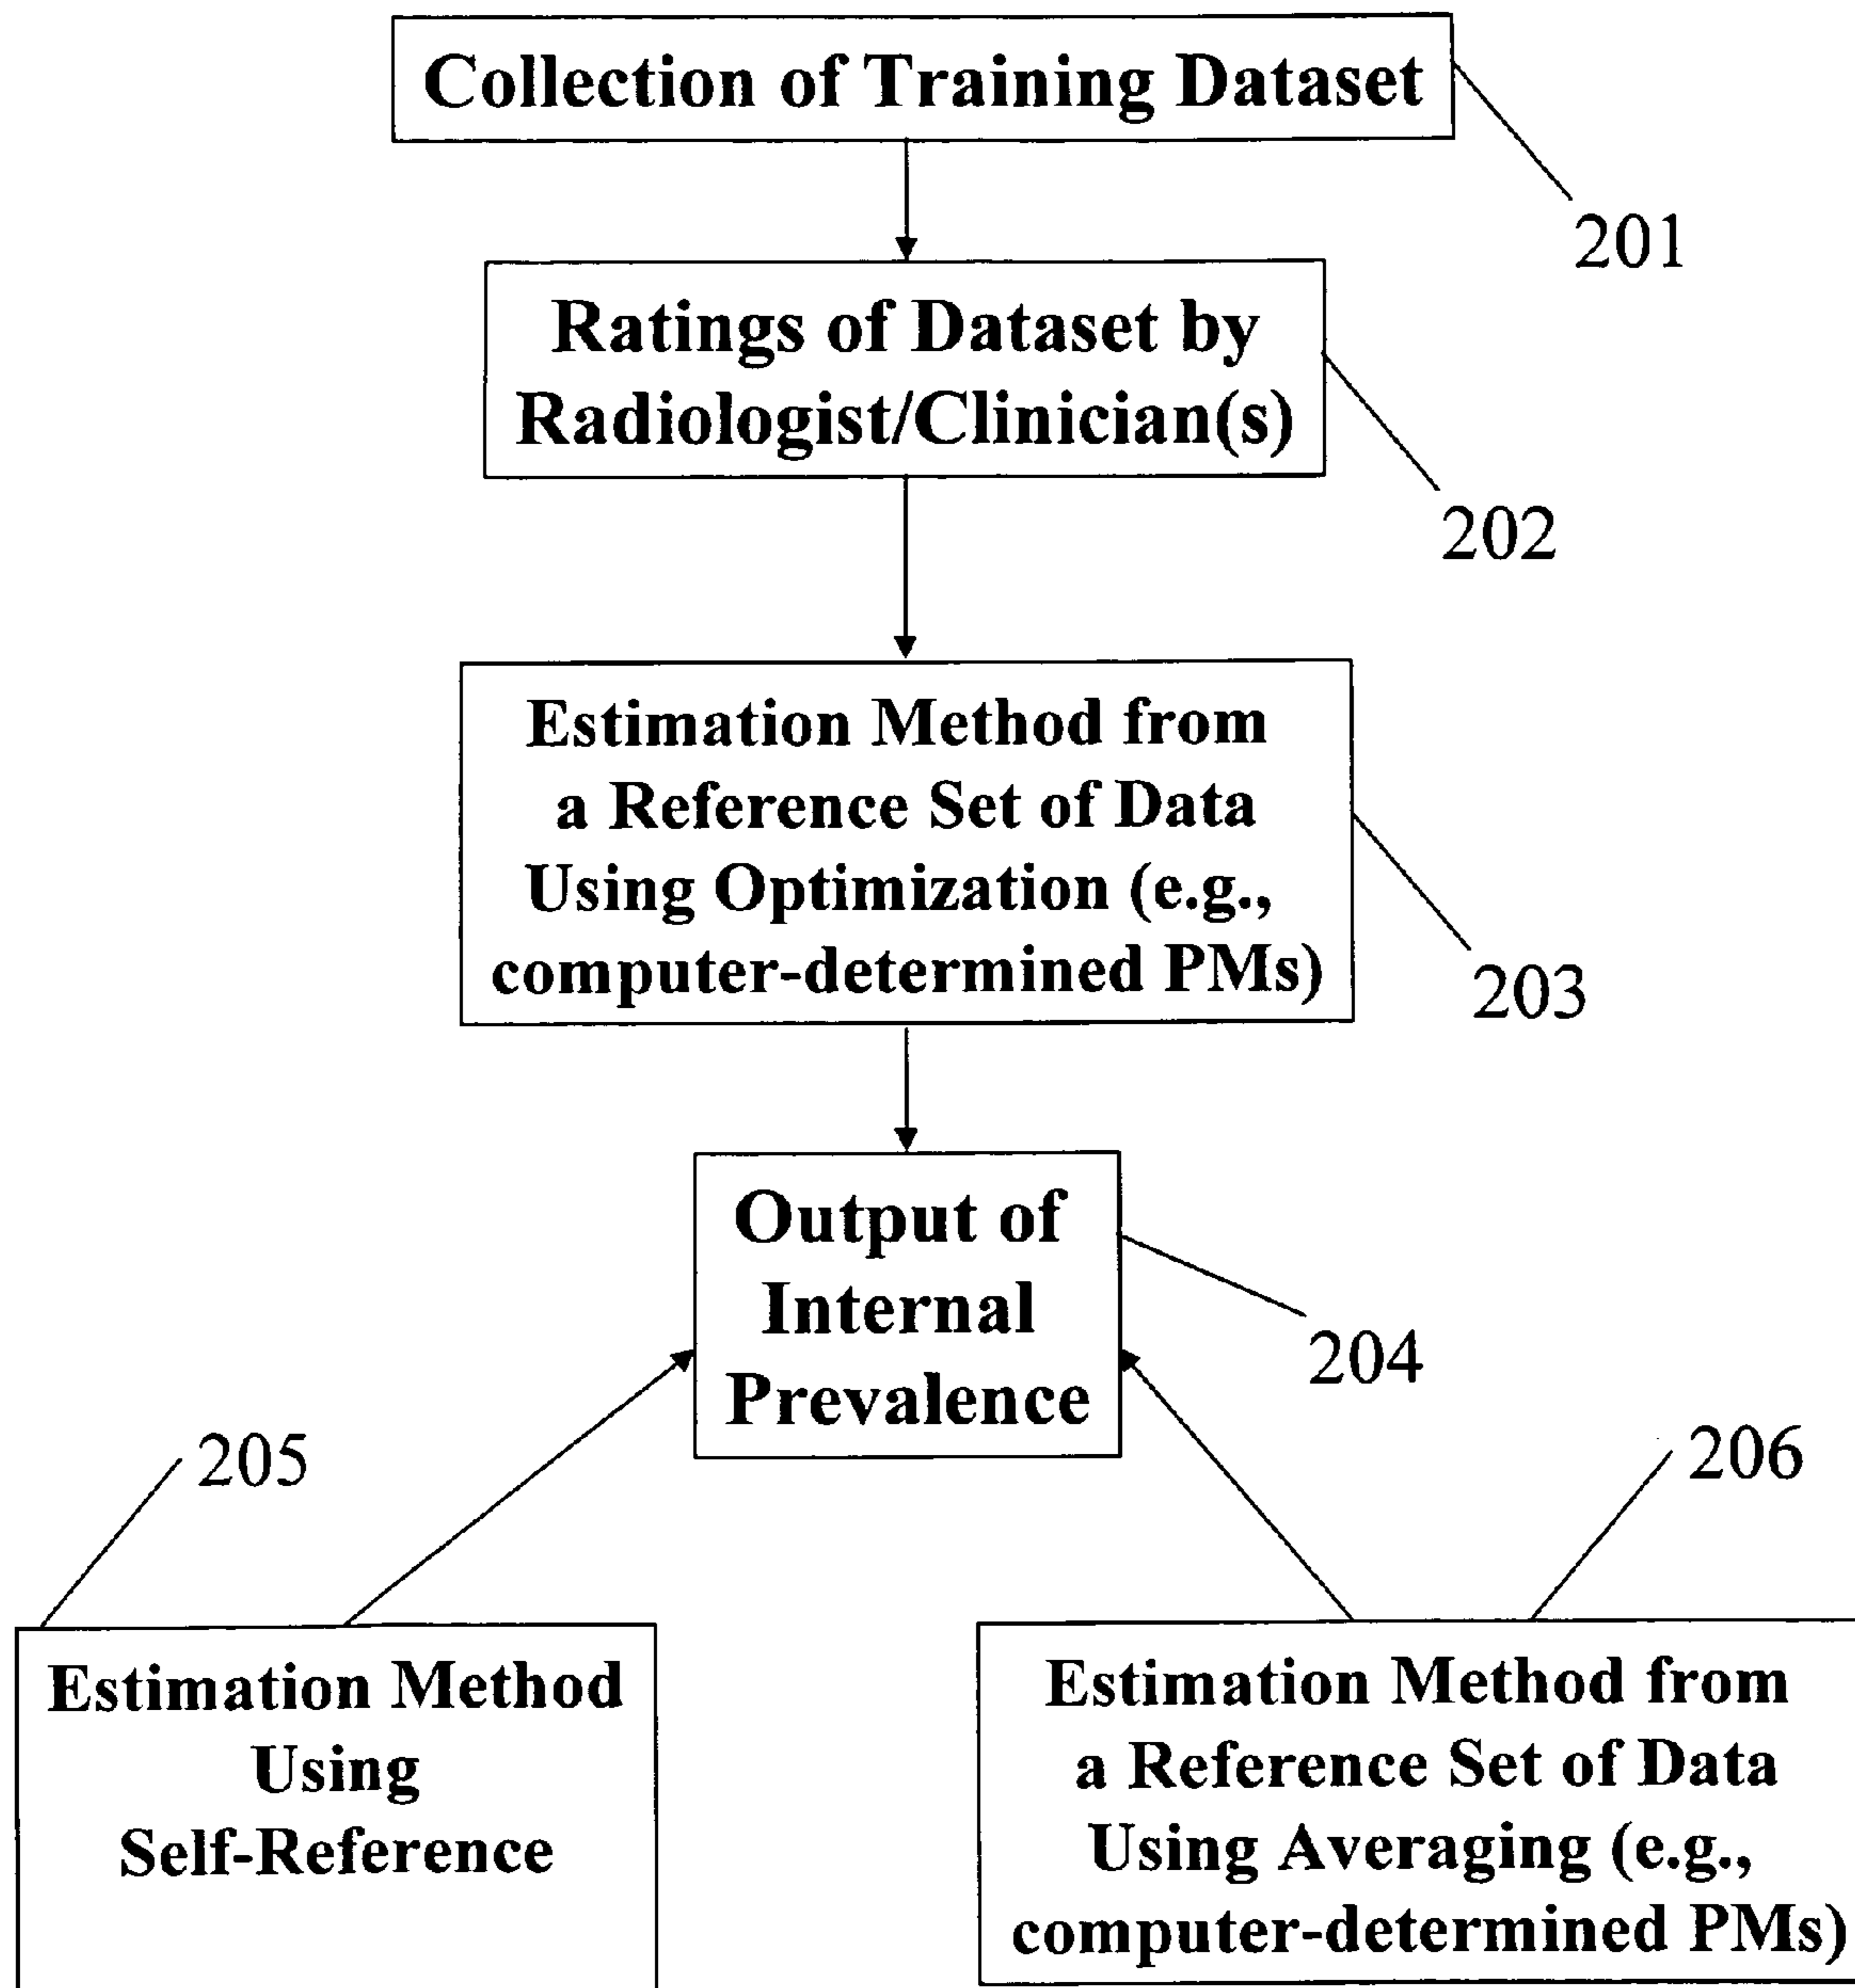 Collection of Training Dataset
201
Ratings of Dataset by
Radiologist/Clinician(s)
202
Estimation Method from
a Reference Set of Data
Using Optimization (e.g.,
computer-determined PMs)
203
Output of
Internal
Prevalence
204
205
206
Estimation Method
Using
Self-Reference
Estimation Method from
a Reference Set of Data
Using Averaging (e.g.,
computer-determined PMs)